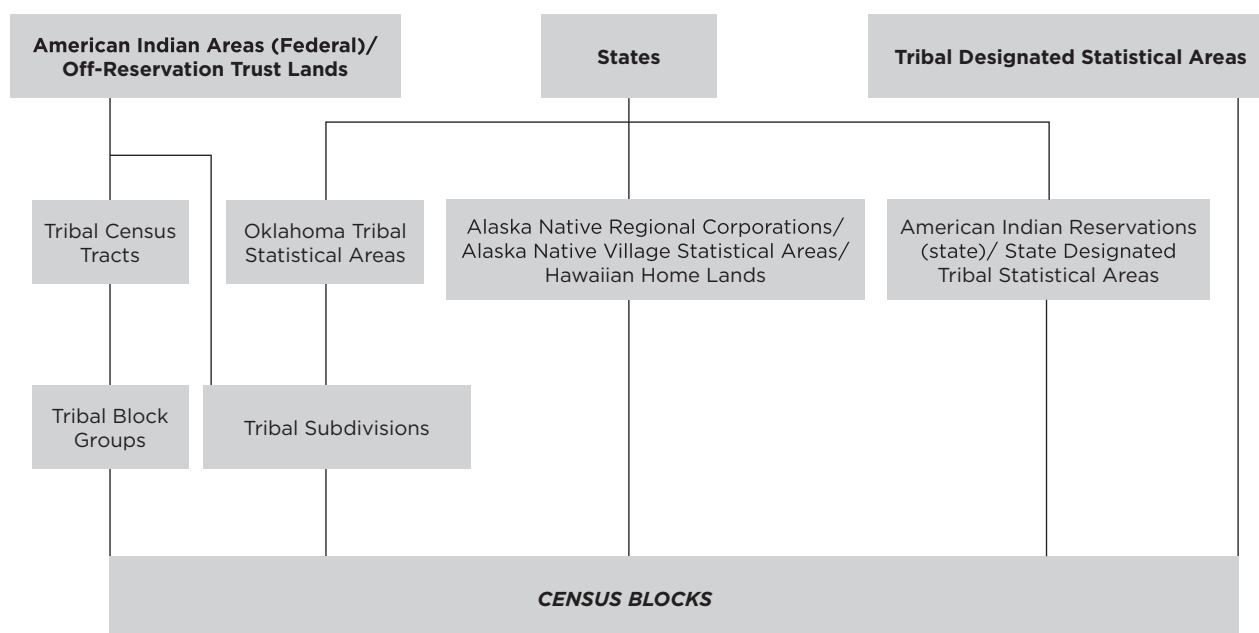 American Indian Areas (Federal)/
Off-Reservation Trust Lands
States
Tribal Designated Statistical Areas
Tribal Census
Tracts
Oklahoma Tribal
Statistical Areas
Alaska Native Regional Corporations/
Alaska Native Village Statistical Areas/
Hawaiian Home Lands
American Indian Reservations
(state)/ State Designated
Tribal Statistical Areas
Tribal Block
Groups
Tribal Subdivisions
CENSUS BLOCKS